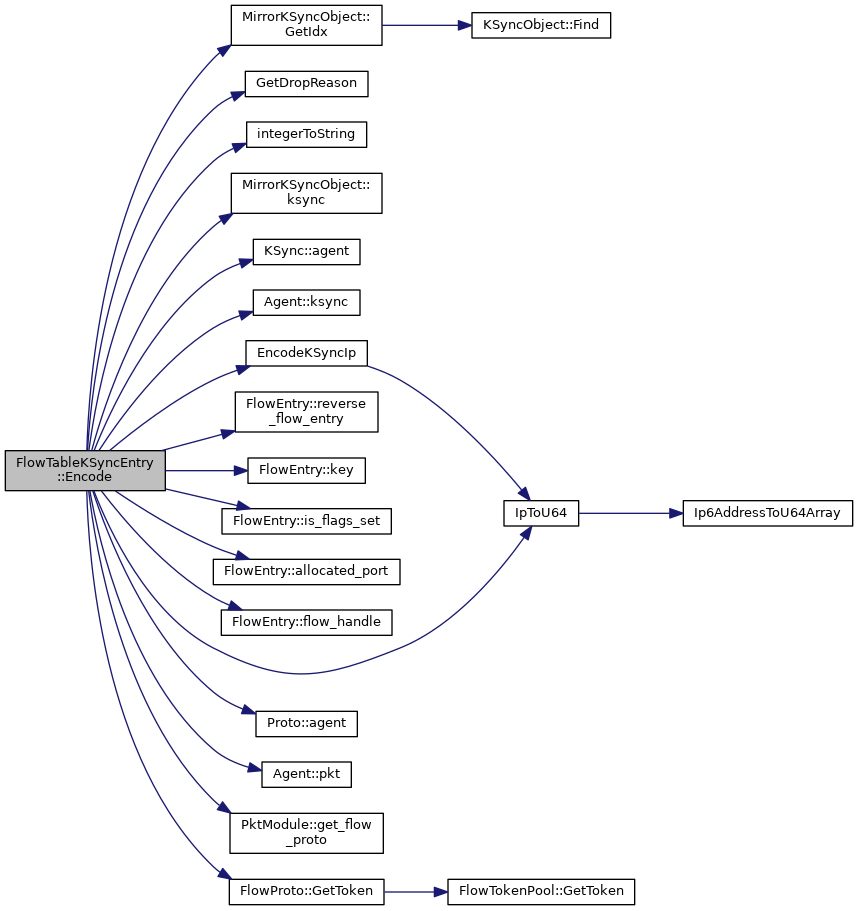 MirrorKSyncObject::
GetIdx
KSyncObject::Find
GetDropReason
integerToString
MirrorKSyncObject::
ksync
KSync::agent
Agent::ksync
EncodeKSyncIp
FlowEntry::reverse
_flow_entry
FlowTableKSyncEntry
::Encode
FlowEntry::key
FlowEntry::is_flags_set
IpToU64
Ip6AddressToU64Array
FlowEntry::allocated_port
FlowEntry::flow_handle
Proto::agent
Agent::pkt
PktModule::get_flow
_proto
FlowProto::GetToken
FlowTokenPool::GetToken